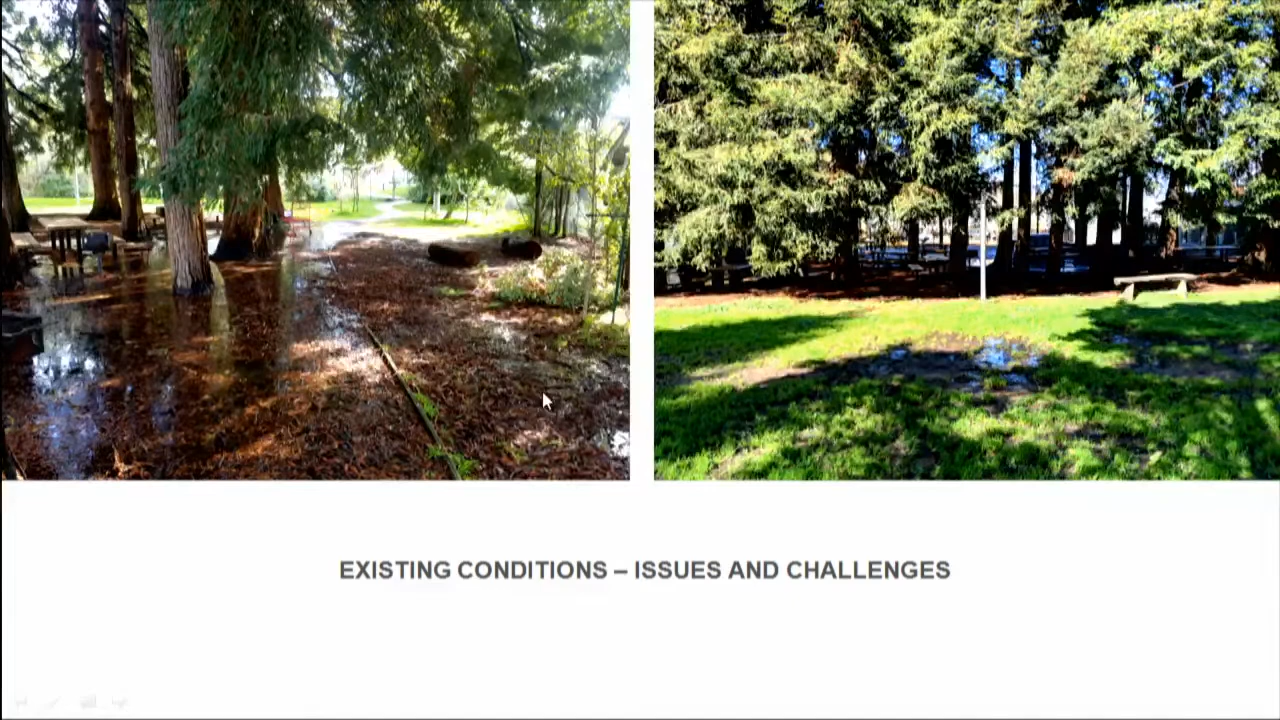 EXISTING CONDITIONS – ISSUES AND CHALLENGES